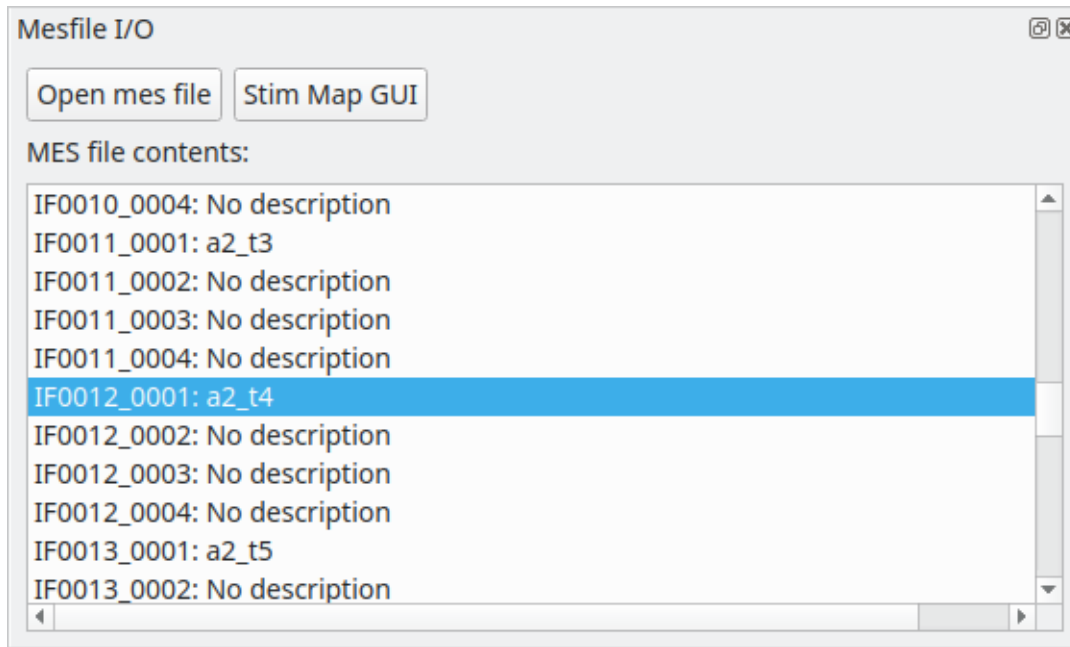 Mesfile I/O
Open mes file Stim Map GUI
MES file contents:
IF0010_0004: No description
IF0011_0001: a2_t3
IF0011_0002: No description
IF0011_0003: No description
IF0011_0004: No description
IF0012_0001: a2_t4
IF0012_0002: No description
IF0012_0003: No description
IF0012_0004: No description
IF0013_0001: a2_t5
IF0013_0002: No description